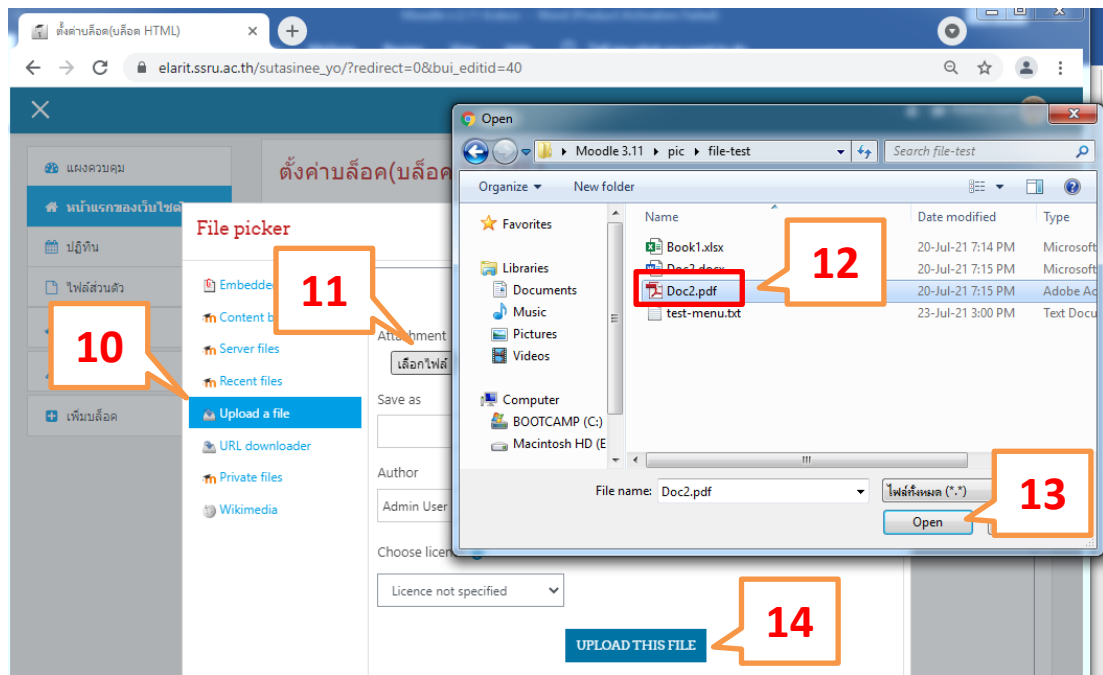 ตั้งค่าบล็อค(บล็อค HTML)
elarit.ssru.ac.th/sutasinee_yo/?redirect=0&bui_editid=40
แผงควบคุม
หน้าแรกของเว็บไซต์
ปฏิทิน
ไฟล์ส่วนตัว
เพิ่มบล็อค
ตั้งค่าบล็อค(บล็อค
File picker
Embedde
Content b
Server files
Recent files
Upload a file
URL downloader
Private files
Wikimedia
Attachment
เลือกไฟล์
Save as
Author
Admin User
Choose licen
Licence not specified
UPLOAD THIS FILE
Open
Moodle 3.11 pic file-test
Search file-test
Organize New folder
Favorites
Libraries
Documents
Music
Pictures
Videos
Computer
BOOTCAMP (C:)
Macintosh HD (E
Name Date modified Type
Book1.xlsx 20-Jul-21 7:14 PM Microsoft
Doc2.docx 20-Jul-21 7:15 PM Microsoft
Doc2.pdf 20-Jul-21 7:15 PM Adobe Ac
test-menu.txt 23-Jul-21 3:00 PM Text Docu
File name: Doc2.pdf ไฟล์ทั้งหมด (*.*)
Open
10
11
12
13
14